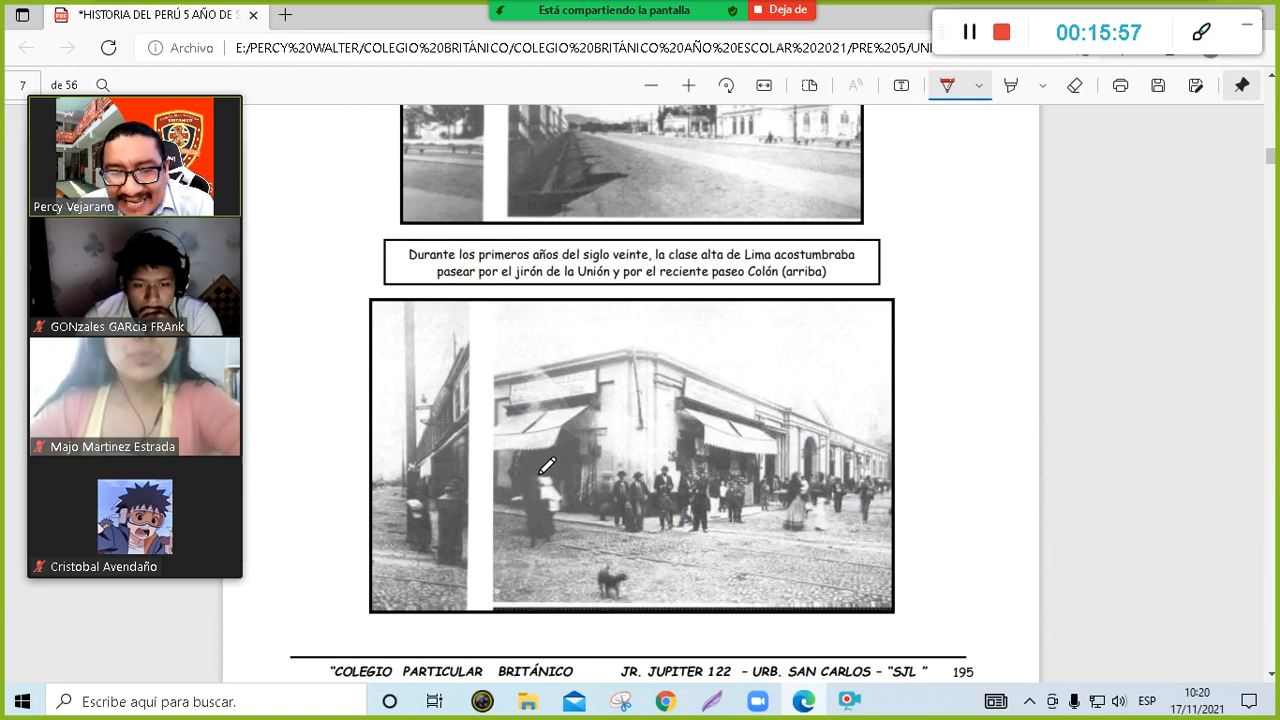 *HISTORIA DEL PERÚ 5 AÑO DE S
Está compartiendo la pantalla
Deja de
00:15:57
Archivo
E:/PERCY%20WALTER/COLEGIO%20BRITÁNICO/COLEGIO%20BRITÁNICO%20AÑO%20ESCOLAR%202021/PRE%205/UNI
7 de 56
BRITÁNICO
Percy Vejarano
GONzales GARcia FRAnk
Majo Martinez Estrada
Cristobal Avendaño
Durante los primeros años del siglo veinte, la clase alta de Lima acostumbraba
pasear por el jirón de la Unión y por el reciente paseo Colón (arriba)
"COLEGIO PARTICULAR BRITÁNICO JR. JUPITER 122 – URB. SAN CARLOS – "SJL" 195
Escribe aquí para buscar.
ESP
10:20
17/11/2021